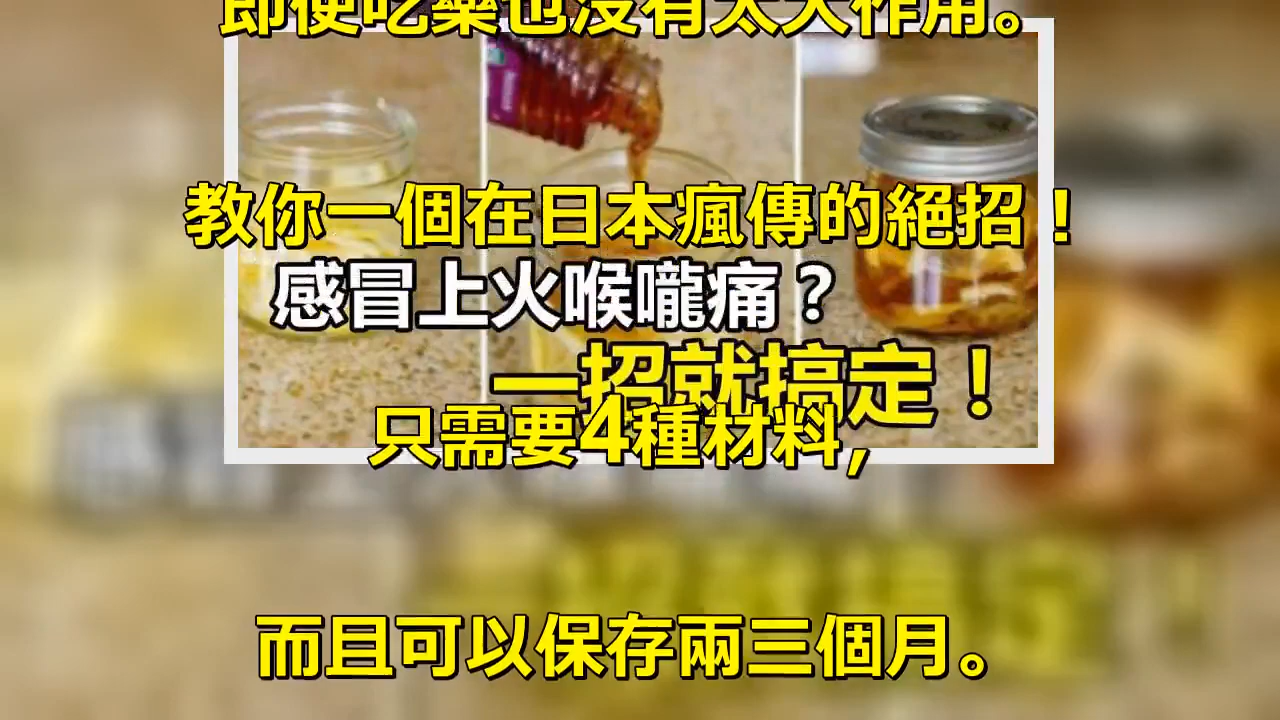 即使吃藥也沒有太大作用。
教你一個在日本瘋傳的絕招！
感冒上火喉嚨痛？
一招就搞定！
只需要4種材料,
而且可以保存兩三個月。